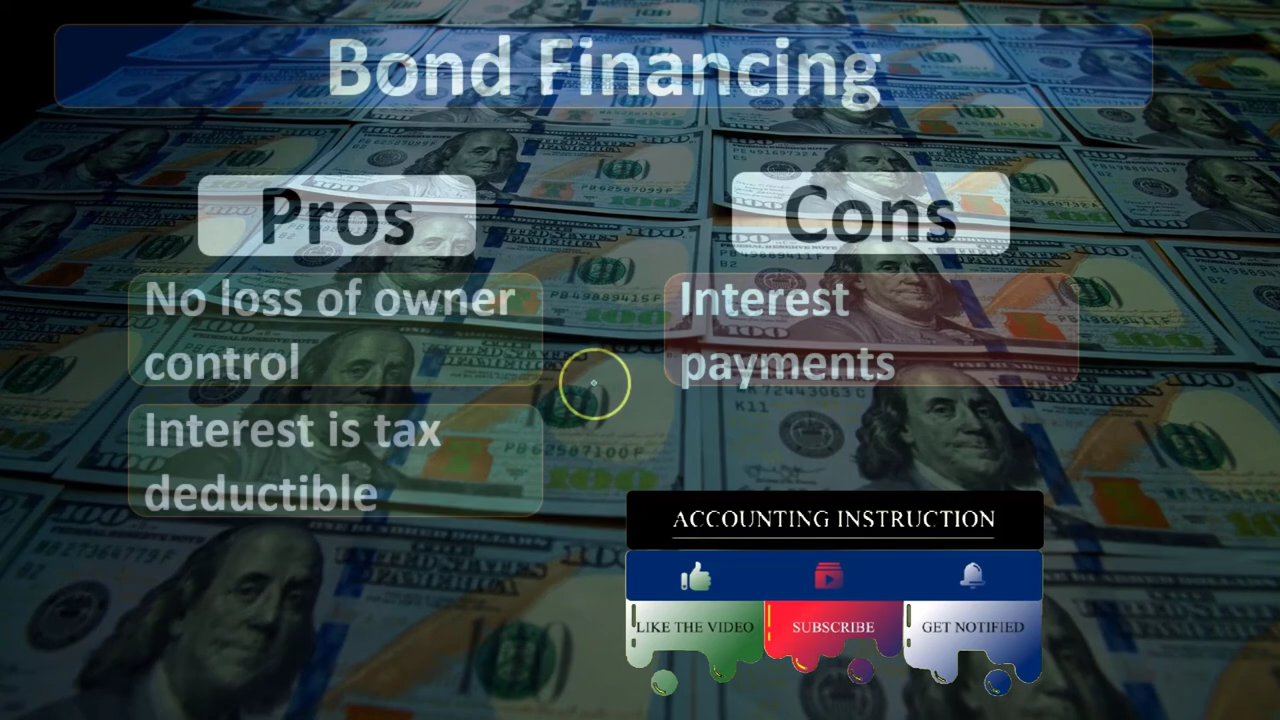 Bond Financing
Pros
Cons
No loss of owner
control
Interest
payments
Interest is tax
deductible
ACCOUNTING INSTRUCTION
LIKE THE VIDEO
SUBSCRIBE
GET NOTIFIED